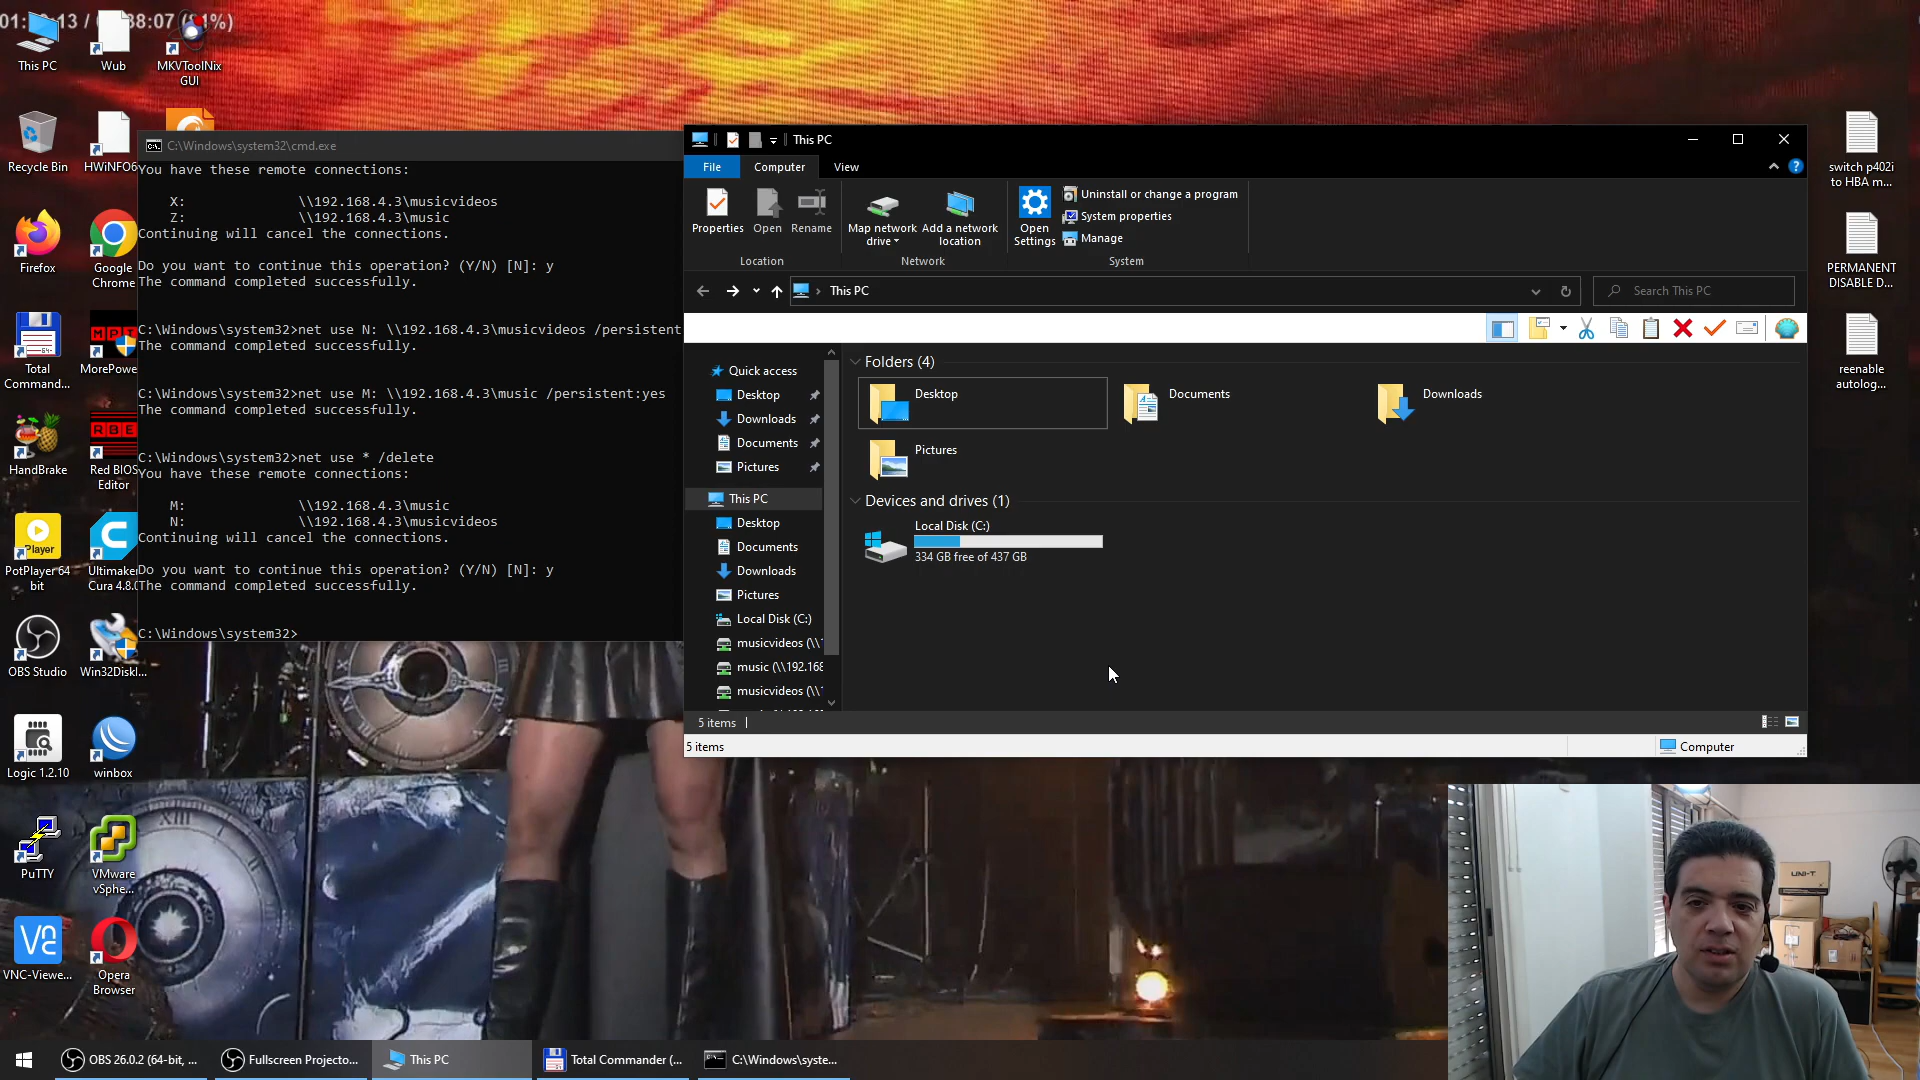 This PC
Wub
MKVToolNix
GUI
Recycle Bin
HWiNFO6
Firefox
Google
Chrome
Total
Command...
MorePowe
HandBrake
Red BIOS
Editor
PotPlayer 64
bit
Ultimaker
Cura 4.8.0
OBS Studio
Win32DiskI...
Logic 1.2.10
winbox
PuTTY
VMware
vSphe...
VNC-Viewe...
Opera
Browser
C:\Windows\system32\cmd.exe
You have these remote connections:
X: \\192.168.4.3\musicvideos
Z: \\192.168.4.3\music
Continuing will cancel the connections.
Do you want to continue this operation? (Y/N) [N]: y
The command completed successfully.
C:\Windows\system32>net use N: \\192.168.4.3\musicvideos /persistent
The command completed successfully.
C:\Windows\system32>net use M: \\192.168.4.3\music /persistent:yes
The command completed successfully.
C:\Windows\system32>net use * /delete
You have these remote connections:
M: \\192.168.4.3\music
N: \\192.168.4.3\musicvideos
Continuing will cancel the connections.
Do you want to continue this operation? (Y/N) [N]: y
The command completed successfully.
C:\Windows\system32>
This PC
File Computer View
Properties Open Rename
Map network
drive
Add a network
location
Open
Settings
Uninstall or change a program
System properties
Manage
Location Network System
This PC
Search This PC
Quick access
Desktop
Downloads
Documents
Pictures
This PC
Desktop
Documents
Downloads
Pictures
Local Disk (C:)
musicvideos (\\
music (\\192.168
musicvideos (\\
Folders (4)
Desktop
Documents
Downloads
Pictures
Devices and drives (1)
Local Disk (C:)
334 GB free of 437 GB
5 items
5 items
Computer
switch p402i
to HBA m...
PERMANENT
DISABLE D...
reenable
autolog...
UNI-T
OBS 26.0.2 (64-bit, ...
Fullscreen Projecto...
This PC
Total Commander (...
C:\Windows\syste...